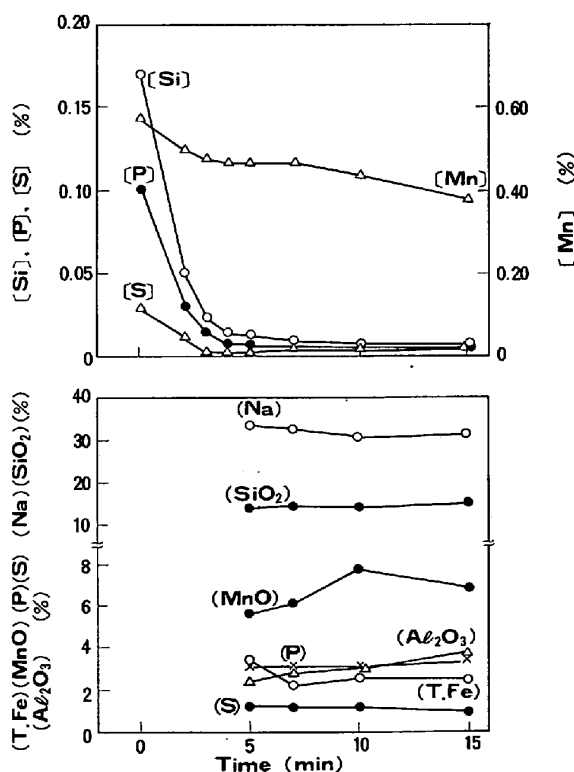 0.20
0.15
0.10
0.05
0
[Si], [P], [S] (%)
[Si]
[P]
[S]
[Mn]
0.60
0.40
0.20
0
[Mn] (%)
40
30
20
10
8
6
4
2
0
(Na)(SiO₂)(%)
(T.Fe)(MnO)(P)(S)
(Al₂O₃) (%)
(Na)
(SiO₂)
(MnO)
(P)
(Al₂O₃)
(S)
(T.Fe)
0 5 10 15
Time (min)